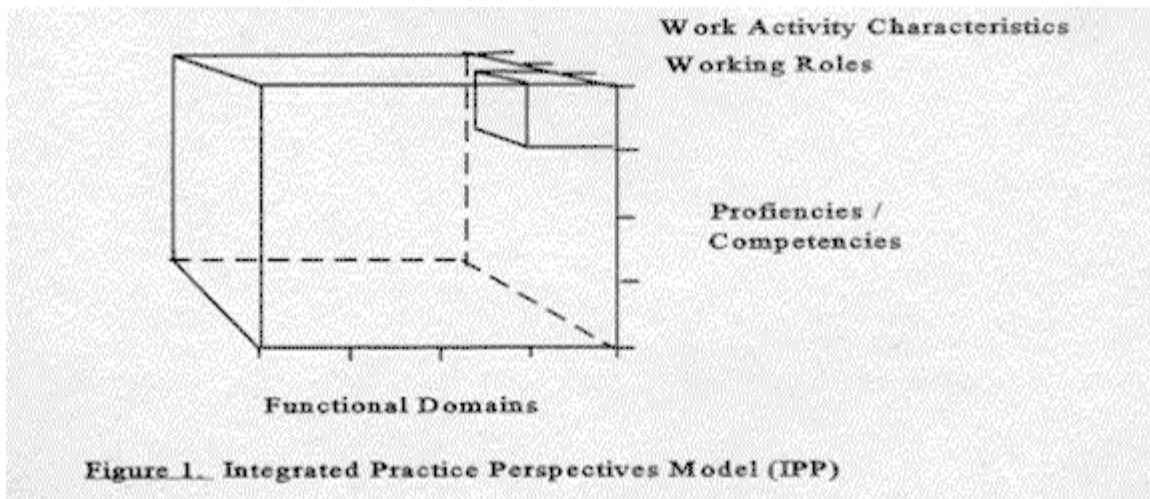 Work Activity Characteristics
Working Roles
Profiencies /
Competencies
Functional Domains
Figure 1. Integrated Practice Perspectives Model (IPP)